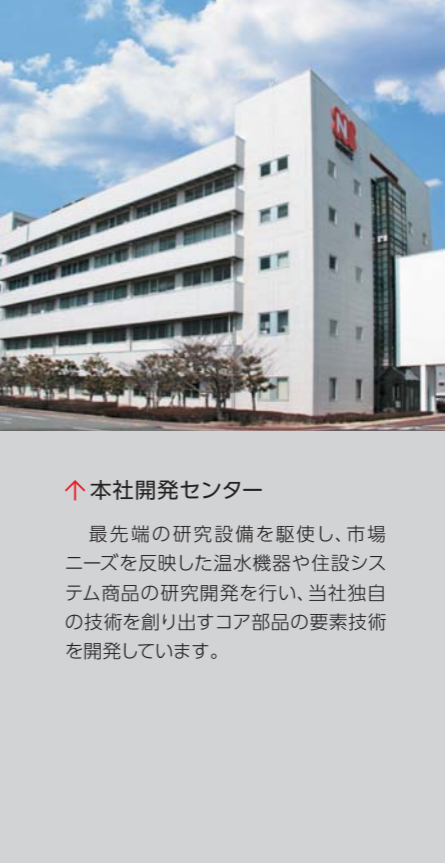 N
↑本社開発センター
最先端の研究設備を駆使し、市場
ニーズを反映した温水機器や住設シス
テム商品の研究開発を行い、当社独自
の技術を創り出すコア部品の要素技術
を開発しています。